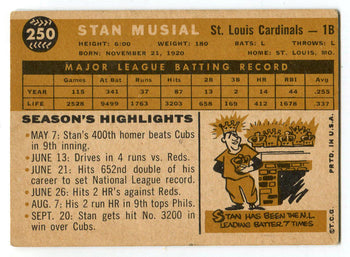 250
STAN MUSIAL St. Louis Cardinals — 1B
HEIGHT: 6:00 WEIGHT: 180 BATS: L THROWS: L
BORN: NOVEMBER 21, 1920 HOME: ST. LOUIS, MO.
MAJOR LEAGUE BATTING RECORD
Games At Bat Runs Hits 2B 3B HR RBI Avg.
YEAR 115 341 37 87 13 2 14 44 .255
LIFE 2528 9499 1763 3203 658 169 412 .337
SEASON'S HIGHLIGHTS
• MAY 7: Stan's 400th homer beats Cubs
in 9th inning.
• JUNE 13: Drives in 4 runs vs. Reds.
• JUNE 21: Hits 652nd double of his
career to set National League record.
• JUNE 26: Hits 2 HR's against Reds.
• AUG. 7: His 2 run HR in 9th tops Phils.
• SEPT. 20: Stan gets hit No. 3200 in
win over Cubs.
STAN HAS BEEN THE N.L.
LEADING BATTER 7 TIMES
©T.C.G. PRTD. IN U.S.A.